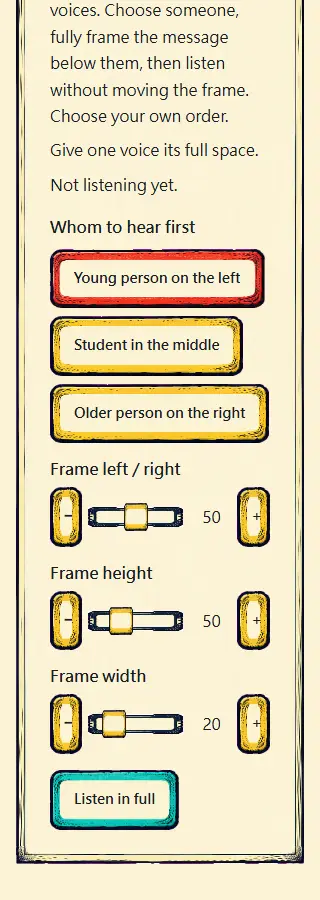 voices. Choose someone,
fully frame the message
below them, then listen
without moving the frame.
Choose your own order.
Give one voice its full space.
Not listening yet.
Whom to hear first
Young person on the left
Student in the middle
Older person on the right
Frame left / right
− 50 +
Frame height
− 50 +
Frame width
− 20 +
Listen in full